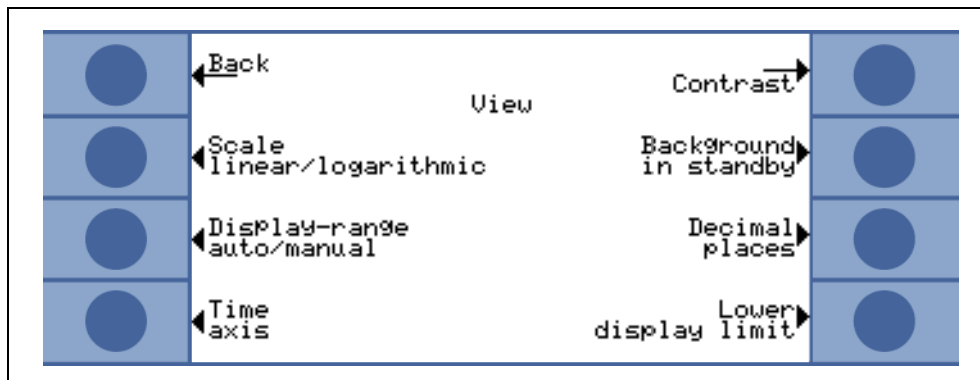 Back
Contrast
View
Scale
linear/logarithmic
Background
in standby
Display-range
auto/manual
Decimal
places
Time
axis
Lower
display limit